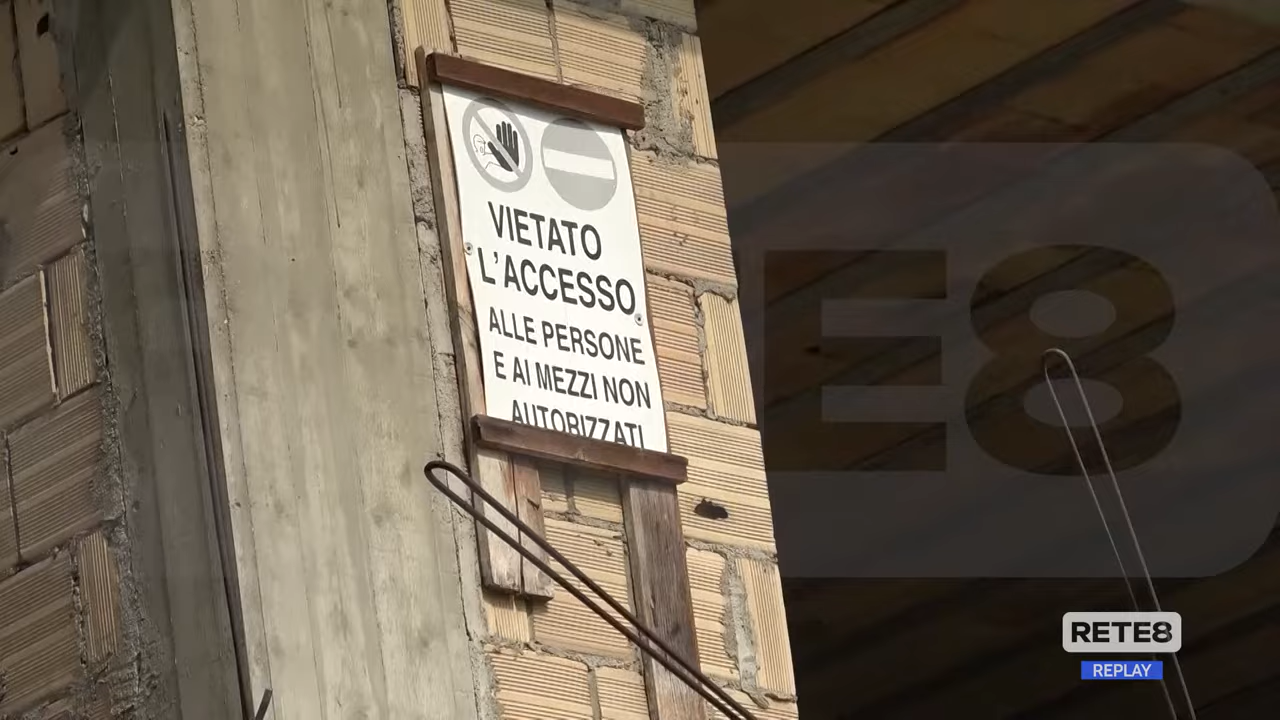 VIETATO
L'ACCESSO
ALLE PERSONE
E AI MEZZI NON
AUTORIZZATI
E8
RETE8
REPLAY